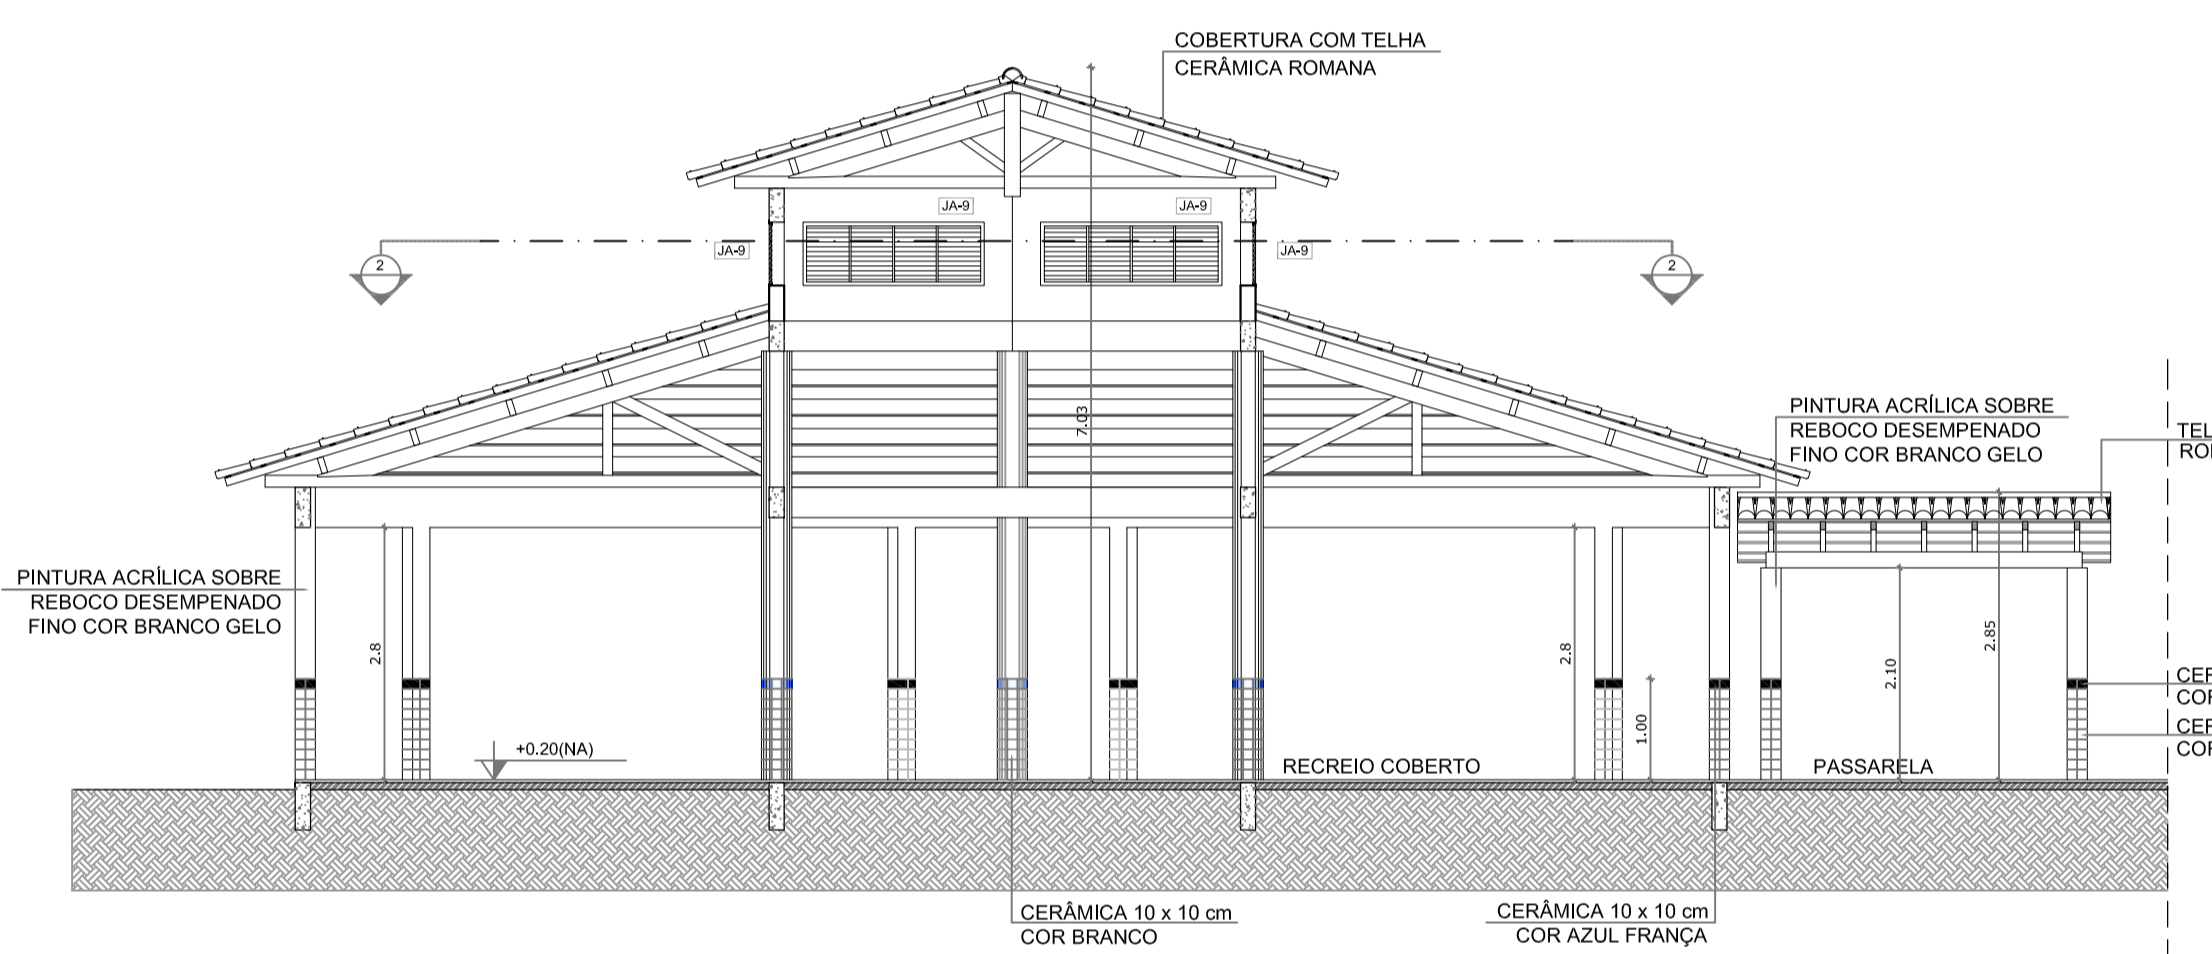 COBERTURA COM TELHA
CERÂMICA ROMANA
JA-9
JA-9
JA-9
JA-9
2
2
7.03
PINTURA ACRÍLICA SOBRE
REBOCO DESEMPENADO
FINO COR BRANCO GELO
TEL
PINTURA ACRÍLICA SOBRE
REBOCO DESEMPENADO
FINO COR BRANCO GELO
2.8
2.8
1.00
2.10
2.85
+0.20(NA)
RECREIO COBERTO
PASSARELA
CERÂMICA 10 x 10 cm
COR BRANCO
CERÂMICA 10 x 10 cm
COR AZUL FRANÇA